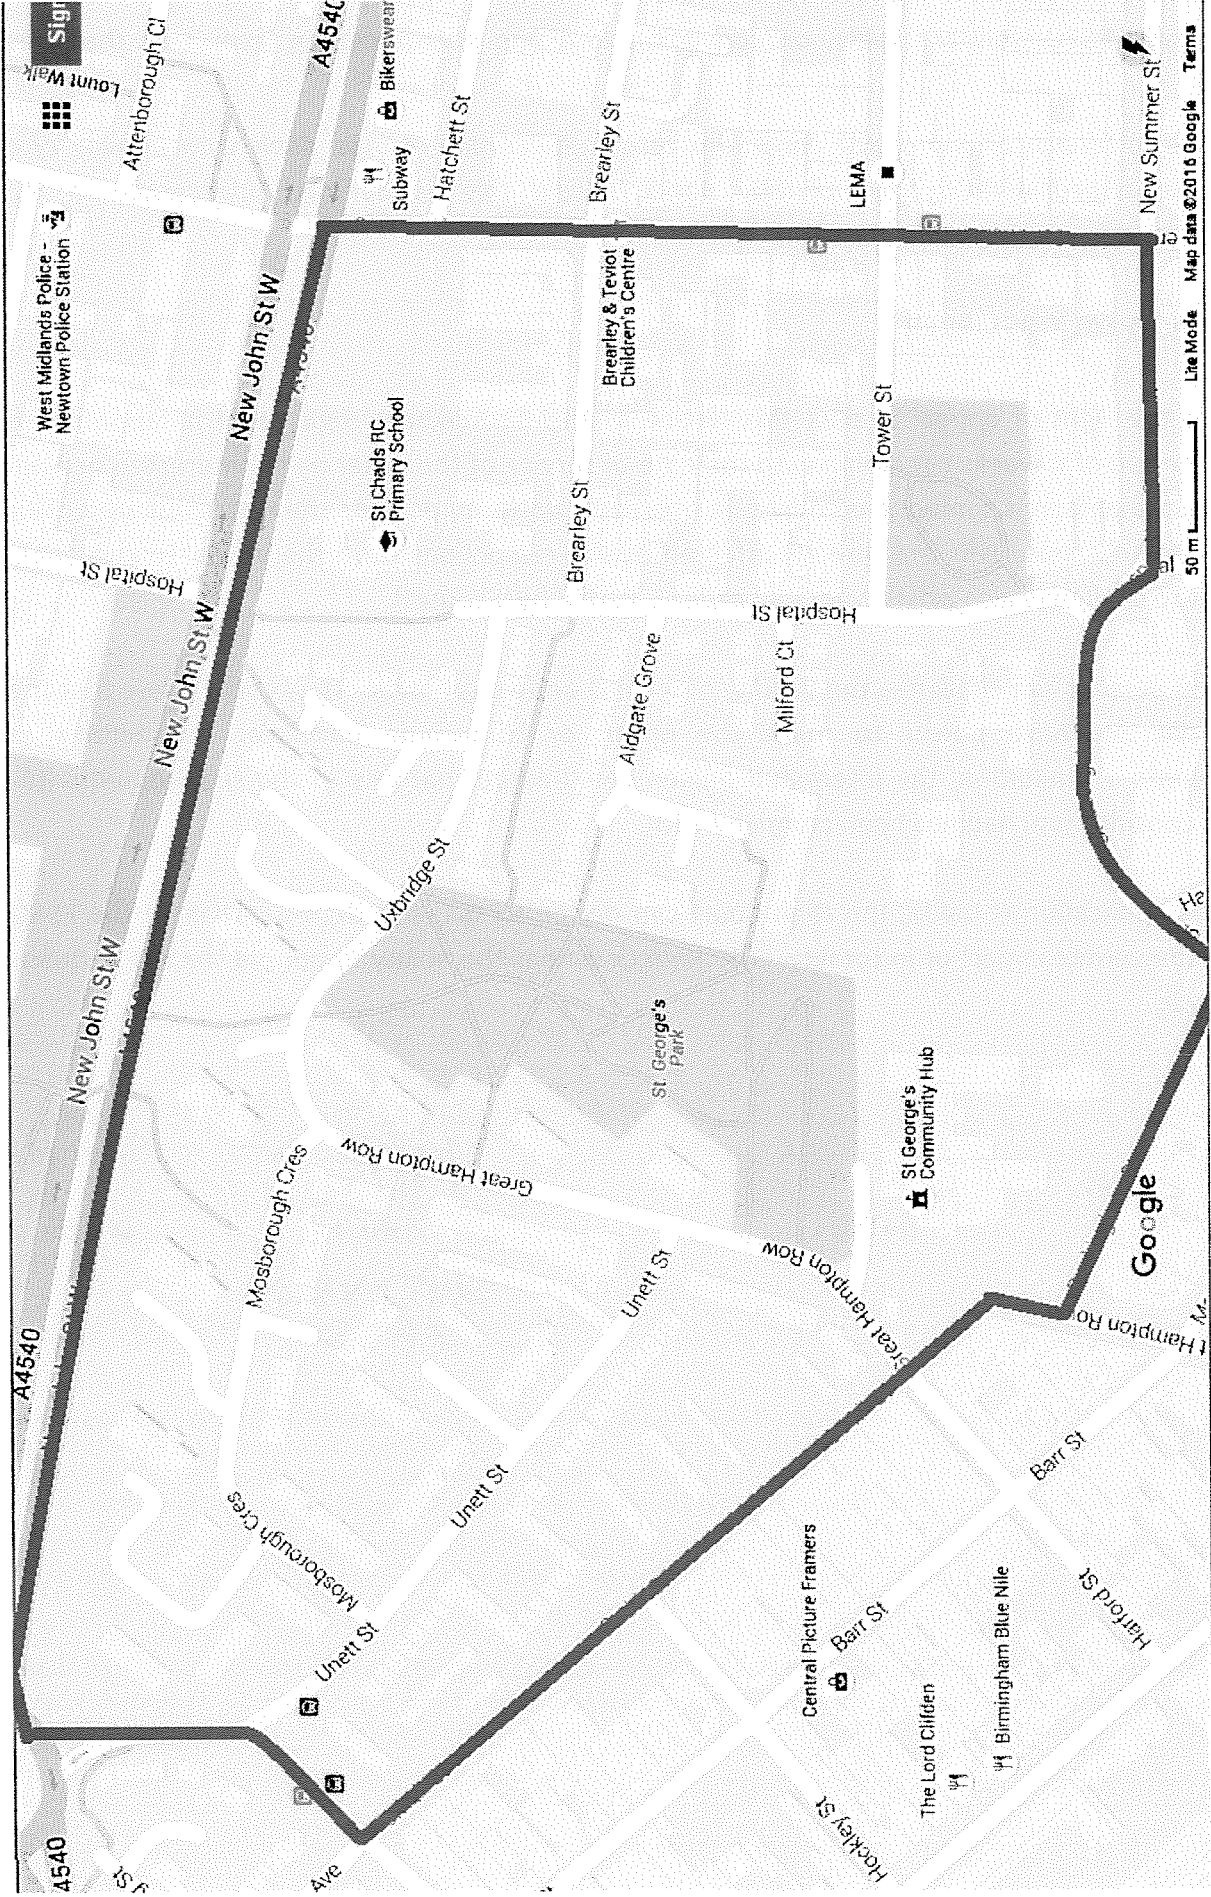 A4540
A4540
4540
New John St W
New John St W
New John St W
West Midlands Police -
Newtown Police Station
Lount Walk
Attenborough Cl
Sign
Bikerswear
Subway
Hatchett St
Hospital St
St Chads RC
Primary School
Brearley St
Brearley St
Brearley & Teviot
Children's Centre
LEMA
Tower St
New Summer St
Hospital St
Aldgate Grove
Milford Ct
Uxbridge St
St George's
Park
St George's
Community Hub
Great Hampton Row
Great Hampton Row
t Hampton Ro
Mosborough Cres
Mosborough Cres
Unett St
Unett St
Unett St
Barr St
Barr St
Harford St
Hockley St
Central Picture Framers
The Lord Clifden
Birmingham Blue Nile
Ave
g St
Google
50 m
Lite Mode
Map data ©2016 Google
Terms